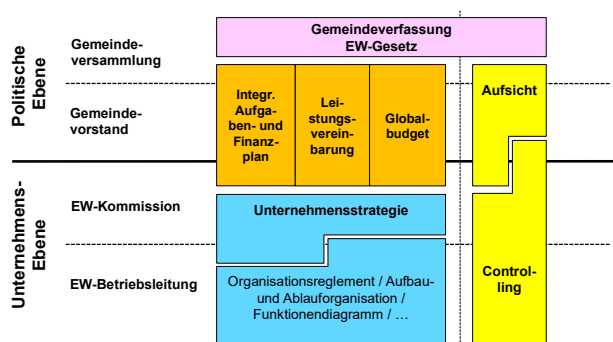 Politische
Ebene
Unternehmens-
Ebene
Gemeinde-
versammlung
Gemeinde-
vorstand
EW-Kommission
EW-Betriebsleitung
Gemeindeverfassung
EW-Gesetz
Integr.
Aufga-
ben- und
Finanz-
plan
Lei-
stungs-
verein-
barung
Global-
budget
Aufsicht
Unternehmensstrategie
Organisationsreglement / Aufbau-
und Ablauforganisation /
Funktionendiagramm / …
Control-
ling